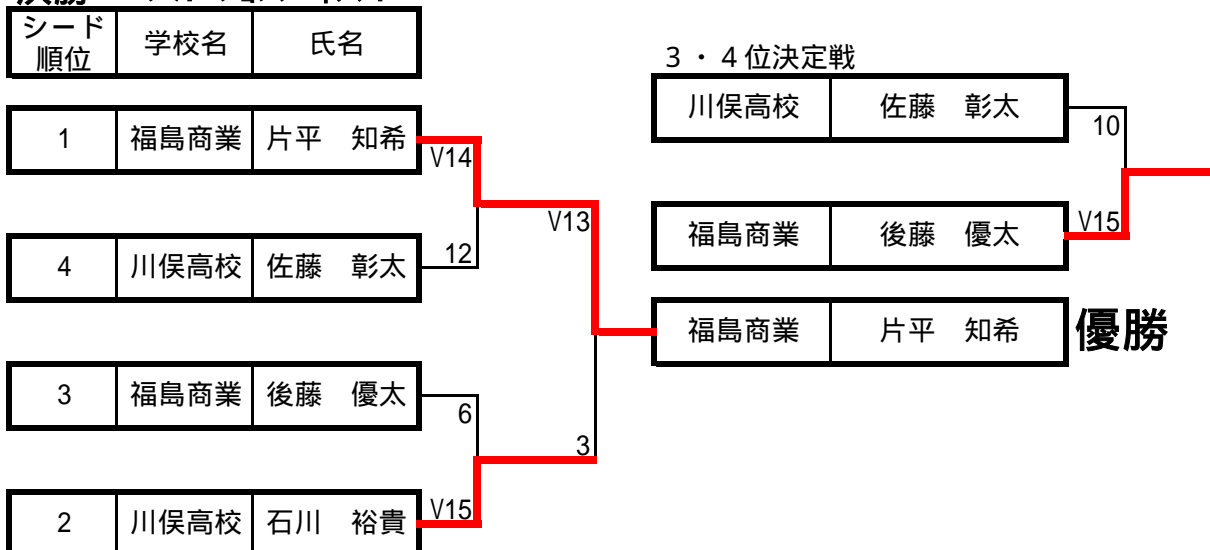 シード順位 学校名 氏名
1 福島商業 片平 知希 V14
4 川俣高校 佐藤 彰太 12
V13
3 福島商業 後藤 優太 6
2 川俣高校 石川 裕貴 V15
3
3・4位決定戦
川俣高校 佐藤 彰太 10
福島商業 後藤 優太 V15
福島商業 片平 知希 優勝